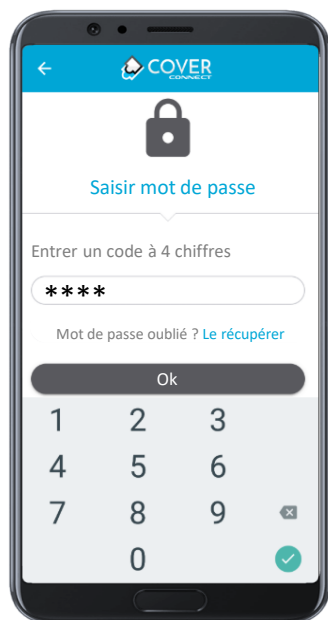 COVER
CONNECT
Saisir mot de passe
Entrer un code à 4 chiffres
****
Mot de passe oublié ? Le récupérer
Ok
1 2 3
4 5 6
7 8 9
0